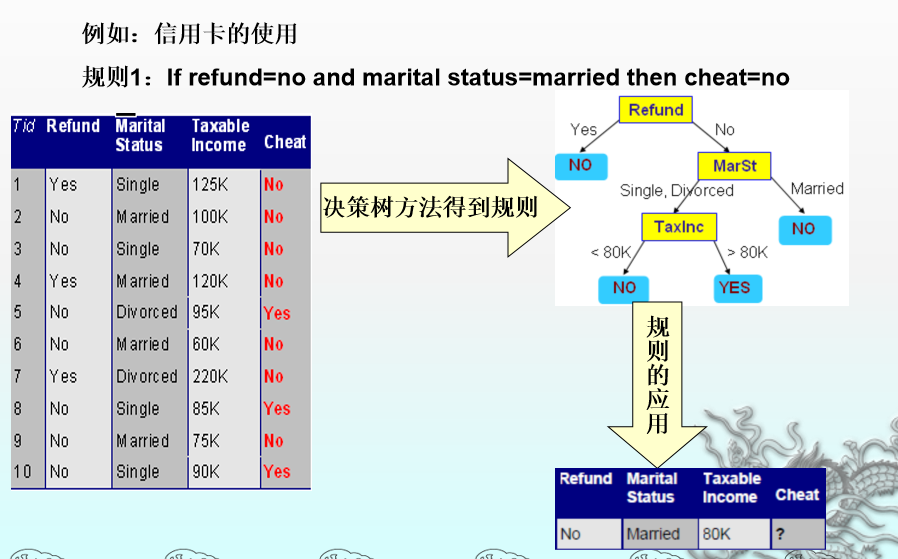 例如：信用卡的使用
规则1：If refund=no and marital status=married then cheat=no
Tid Refund Marital Status Taxable Income Cheat
1 Yes Single 125K No
2 No Married 100K No
3 No Single 70K No
4 Yes Married 120K No
5 No Divorced 95K Yes
6 No Married 60K No
7 Yes Divorced 220K No
8 No Single 85K Yes
9 No Married 75K No
10 No Single 90K Yes
决策树方法得到规则
Refund
Yes No
NO MarSt
Single, Divorced Married
TaxInc NO
< 80K > 80K
NO YES
规则的应用
Refund Marital Status Taxable Income Cheat
No Married 80K ?